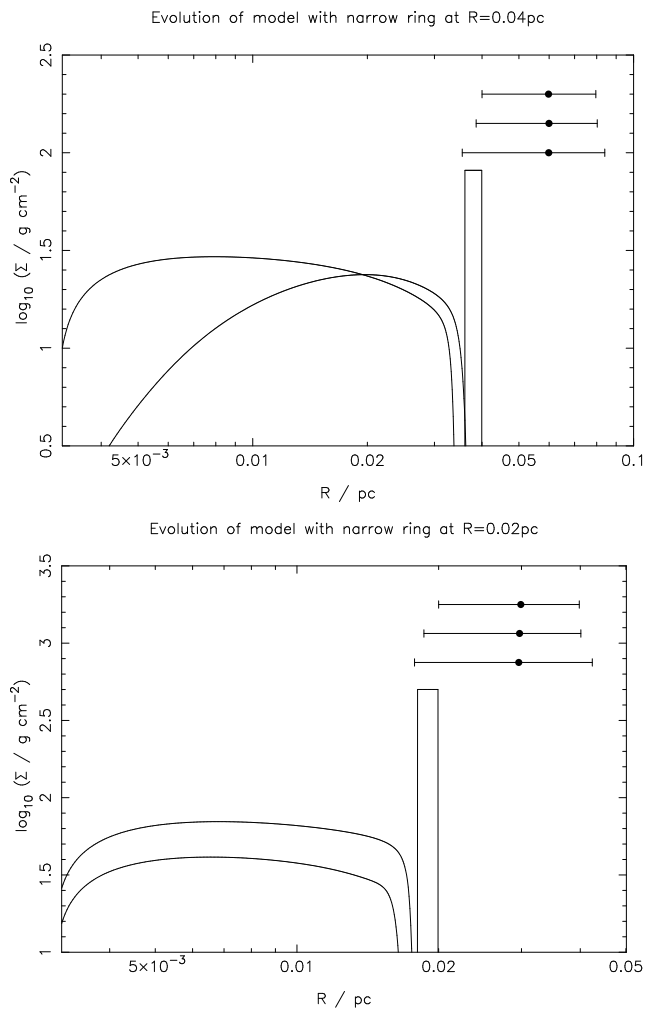 Evolution of model with narrow ring at R=0.04pc
2.5
2
1.5
1
0.5
log₁₀ (Σ / g cm⁻²)
5×10⁻³ 0.01 0.02 0.05 0.1
R / pc
Evolution of model with narrow ring at R=0.02pc
3.5
3
2.5
2
1.5
1
log₁₀ (Σ / g cm⁻²)
5×10⁻³ 0.01 0.02 0.05
R / pc